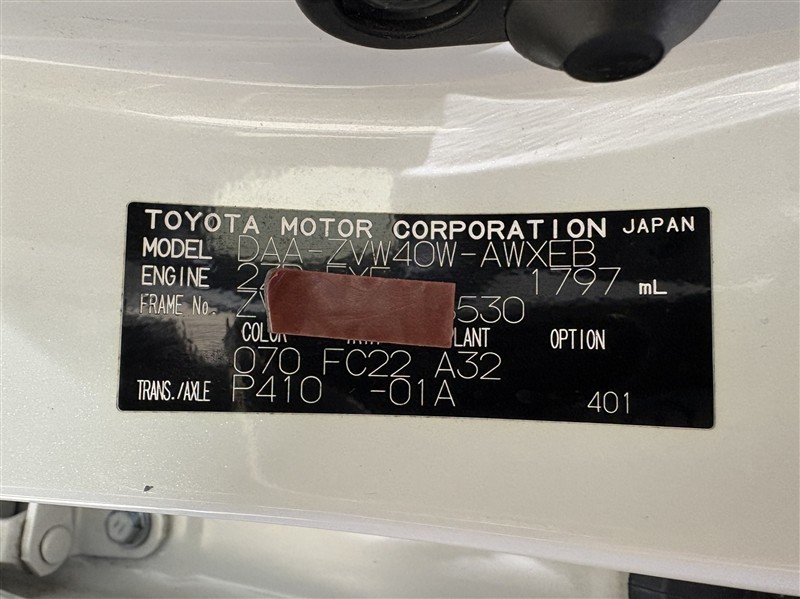 TOYOTA MOTOR CORPORATION JAPAN
MODEL DAA-ZVW40W-AWXEB
ENGINE 1797 mL
FRAME No. 530
COLOR OPTION
070 FC22 A32
TRANS./AXLE P410 -01A 401